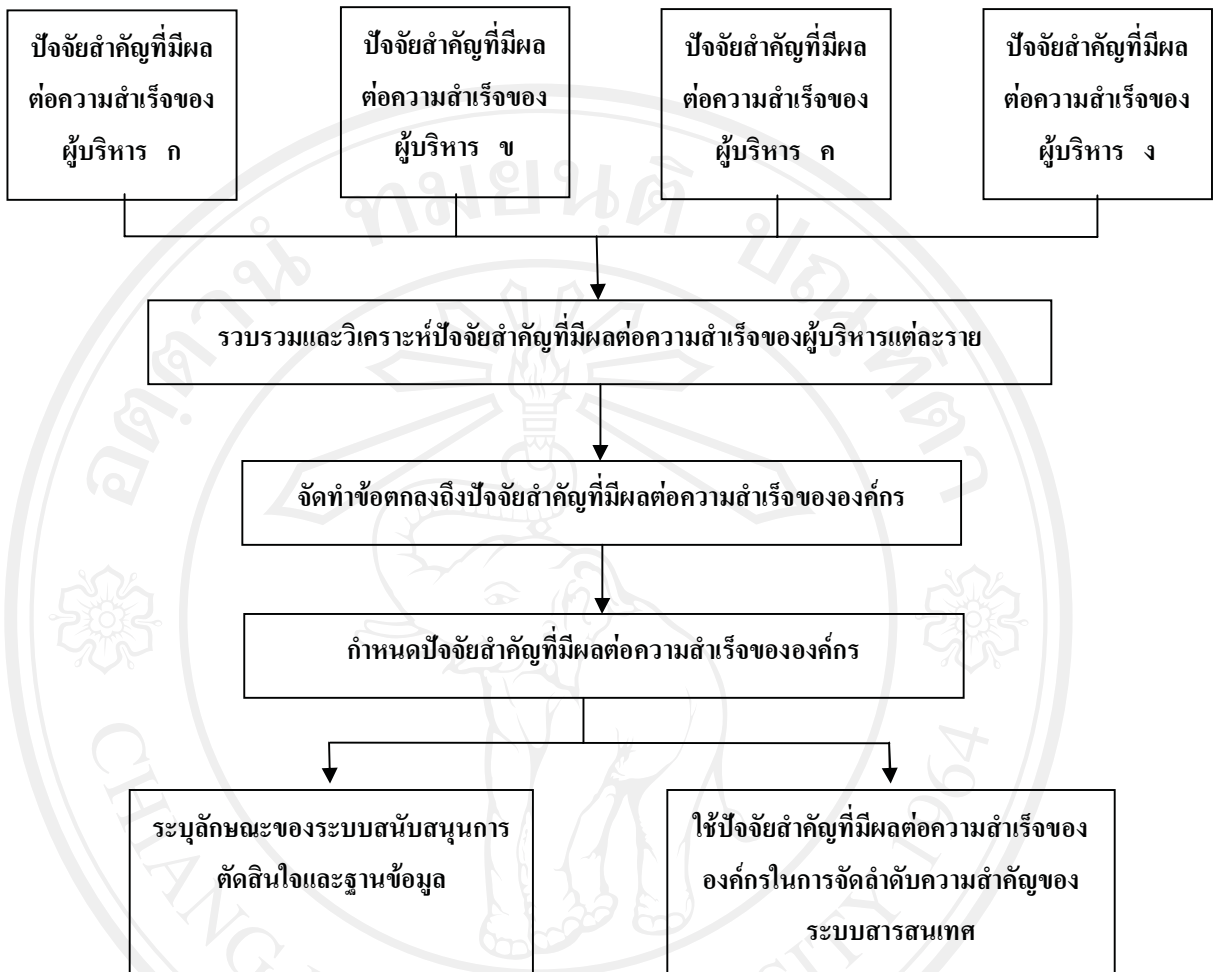 ปัจจัยสำคัญที่มีผล
ต่อความสำเร็จของ
ผู้บริหาร ก
ปัจจัยสำคัญที่มีผล
ต่อความสำเร็จของ
ผู้บริหาร ข
ปัจจัยสำคัญที่มีผล
ต่อความสำเร็จของ
ผู้บริหาร ค
ปัจจัยสำคัญที่มีผล
ต่อความสำเร็จของ
ผู้บริหาร ง
รวบรวมและวิเคราะห์ปัจจัยสำคัญที่มีผลต่อความสำเร็จของผู้บริหารแต่ละราย
จัดทำข้อตกลงถึงปัจจัยสำคัญที่มีผลต่อความสำเร็จขององค์กร
กำหนดปัจจัยสำคัญที่มีผลต่อความสำเร็จขององค์กร
ระบุลักษณะของระบบสนับสนุนการ
ตัดสินใจและฐานข้อมูล
ใช้ปัจจัยสำคัญที่มีผลต่อความสำเร็จของ
องค์กรในการจัดลำดับความสำคัญของ
ระบบสารสนเทศ
อตฺตานํ ทมยนฺติ ปณฺฑิตา
1964